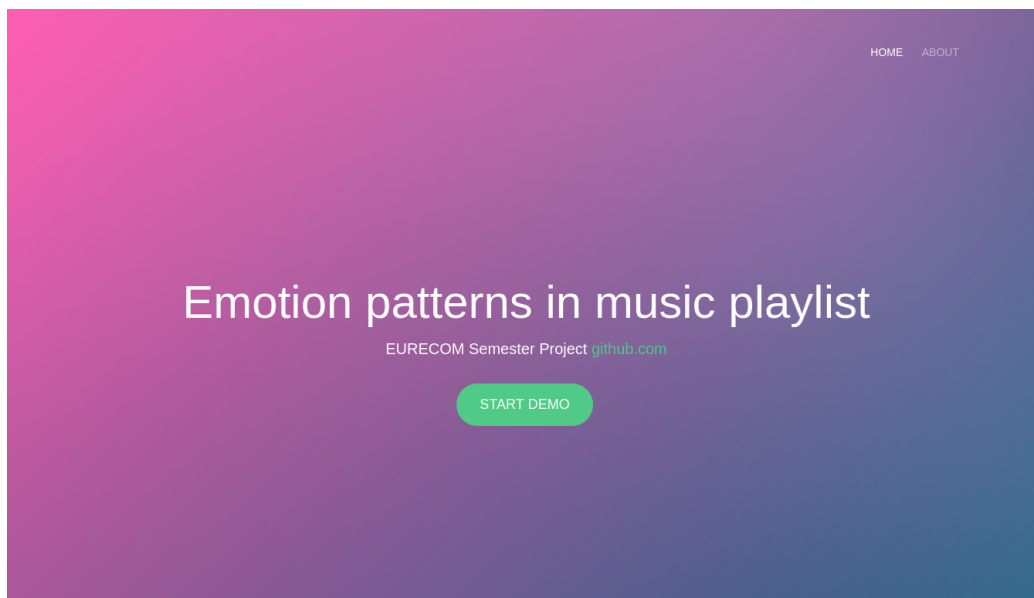 HOME ABOUT
Emotion patterns in music playlist
EURECOM Semester Project github.com
START DEMO